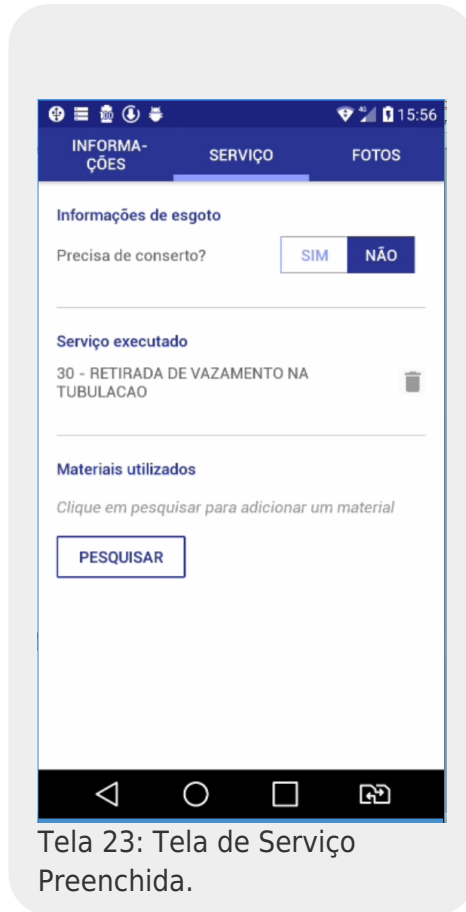 15:56
INFORMA-
ÇÕES
SERVIÇO
FOTOS
Informações de esgoto
Precisa de conserto?
SIM
NÃO
Serviço executado
30 - RETIRADA DE VAZAMENTO NA
TUBULACAO
Materiais utilizados
Clique em pesquisar para adicionar um material
PESQUISAR
Tela 23: Tela de Serviço
Preenchida.